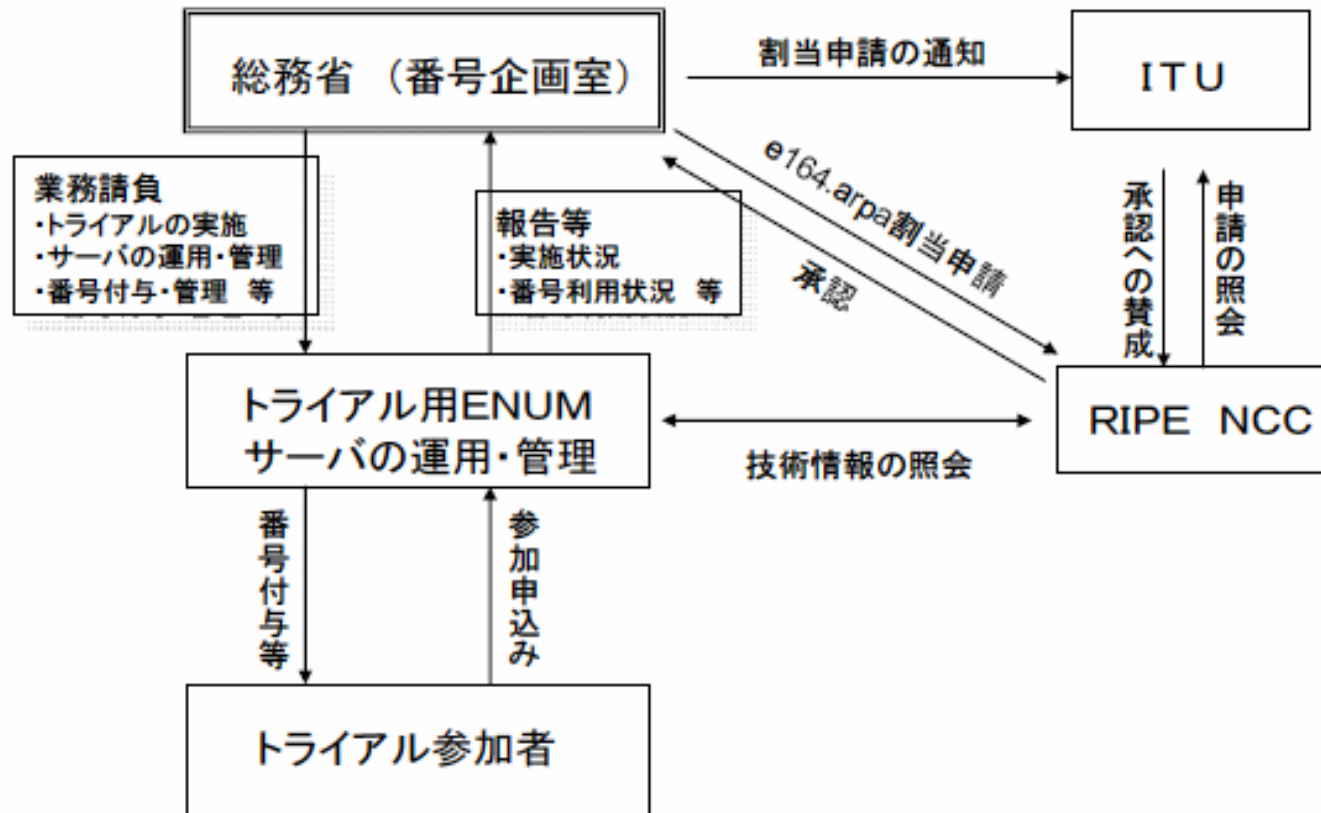 総務省 （番号企画室）
割当申請の通知
ＩＴＵ
業務請負
・トライアルの実施
・サーバの運用・管理
・番号付与・管理 等
報告等
・実施状況
・番号利用状況 等
e164.arpa割当申請
承認
承認への賛成
申請の照会
トライアル用ENUM
サーバの運用・管理
技術情報の照会
RIPE NCC
番号付与等
参加申込み
トライアル参加者